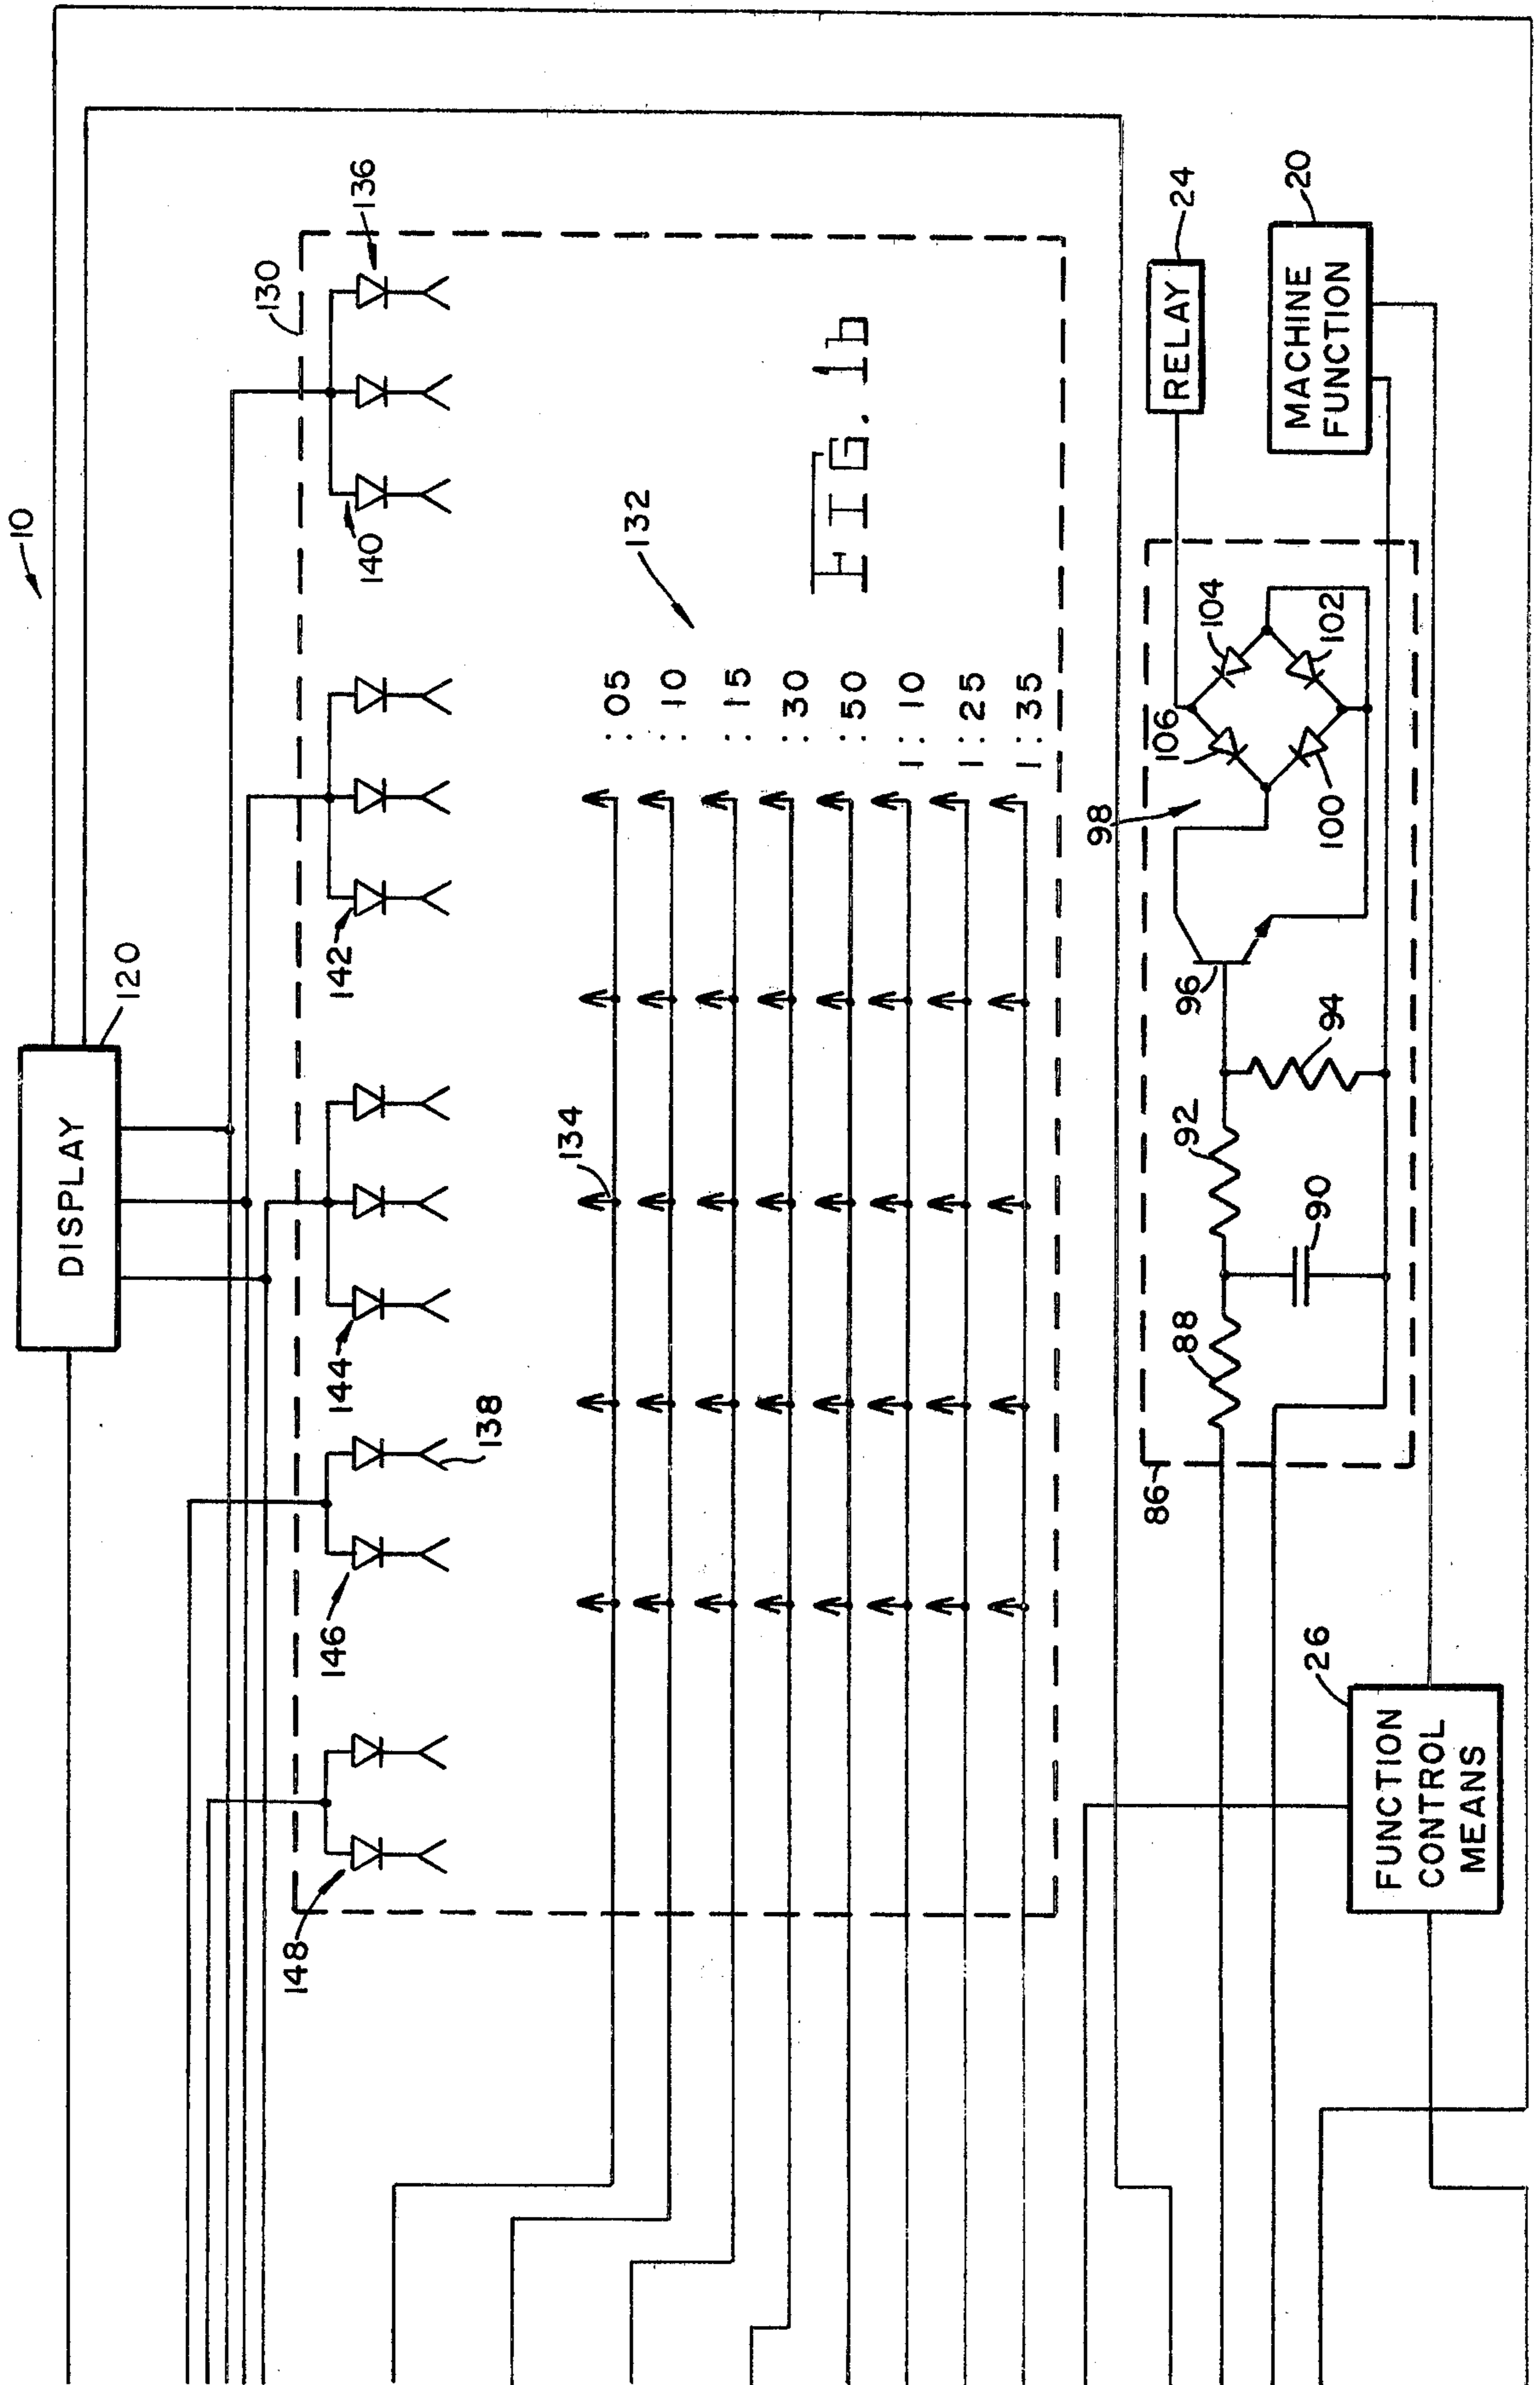 10
DISPLAY
120
130
136
140
142
144
138
146
148
132
134
: 05
: 10
: 15
: 30
: 50
1 : 10
1 : 25
1 : 35
FIG. 1b
RELAY
24
MACHINE
FUNCTION
20
98
104
102
106
100
96
94
92
90
88
86
26
FUNCTION
CONTROL
MEANS